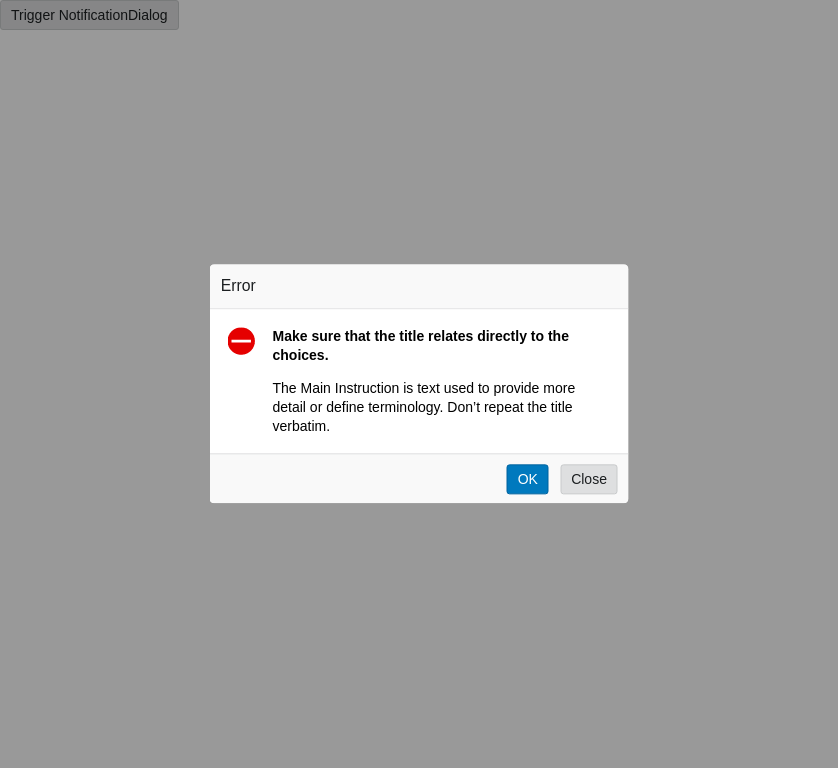 Trigger NotificationDialog
Error
Make sure that the title relates directly to the
choices.
The Main Instruction is text used to provide more
detail or define terminology. Don’t repeat the title
verbatim.
OK
Close